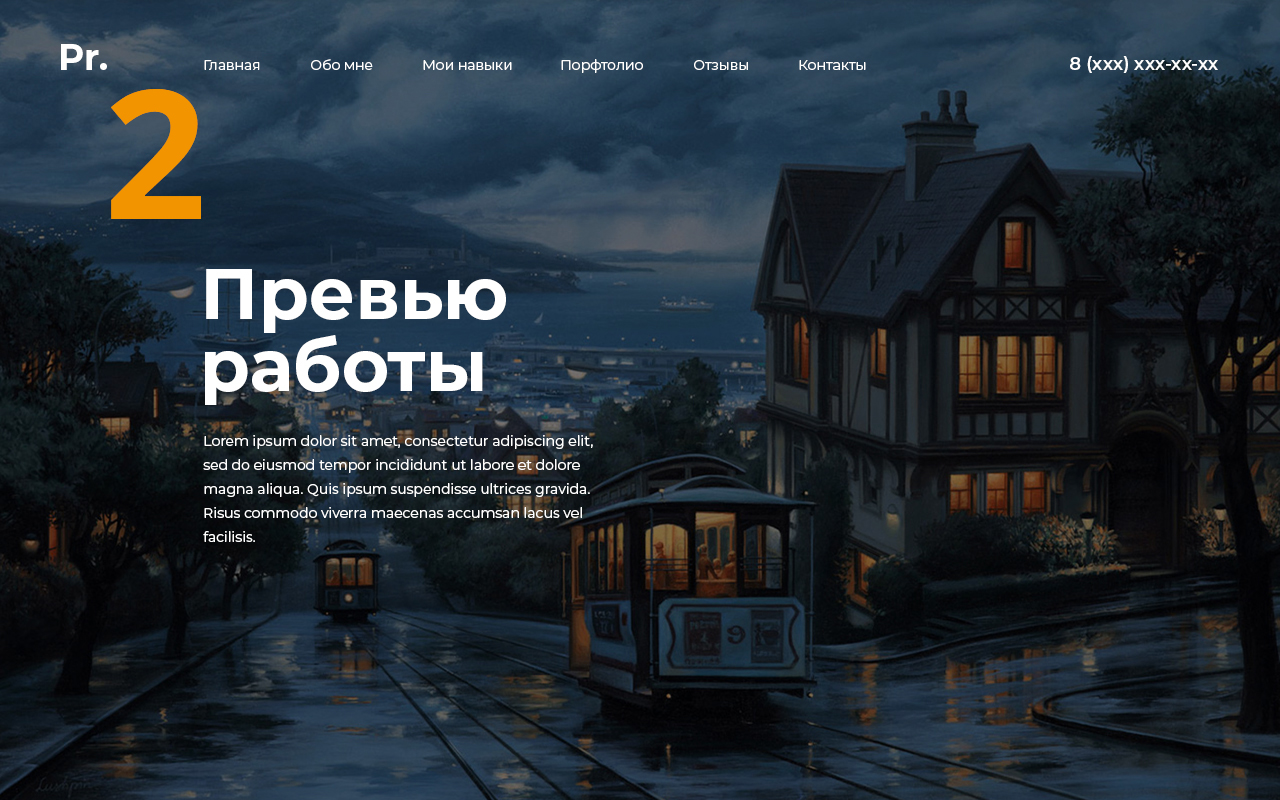 Pr.
Главная Обо мне Мои навыки Порфтолио Отзывы Контакты 8 (xxx) xxx-xx-xx
2
Превью
работы
Lorem ipsum dolor sit amet, consectetur adipiscing elit,
sed do eiusmod tempor incididunt ut labore et dolore
magna aliqua. Quis ipsum suspendisse ultrices gravida.
Risus commodo viverra maecenas accumsan lacus vel
facilisis.
9